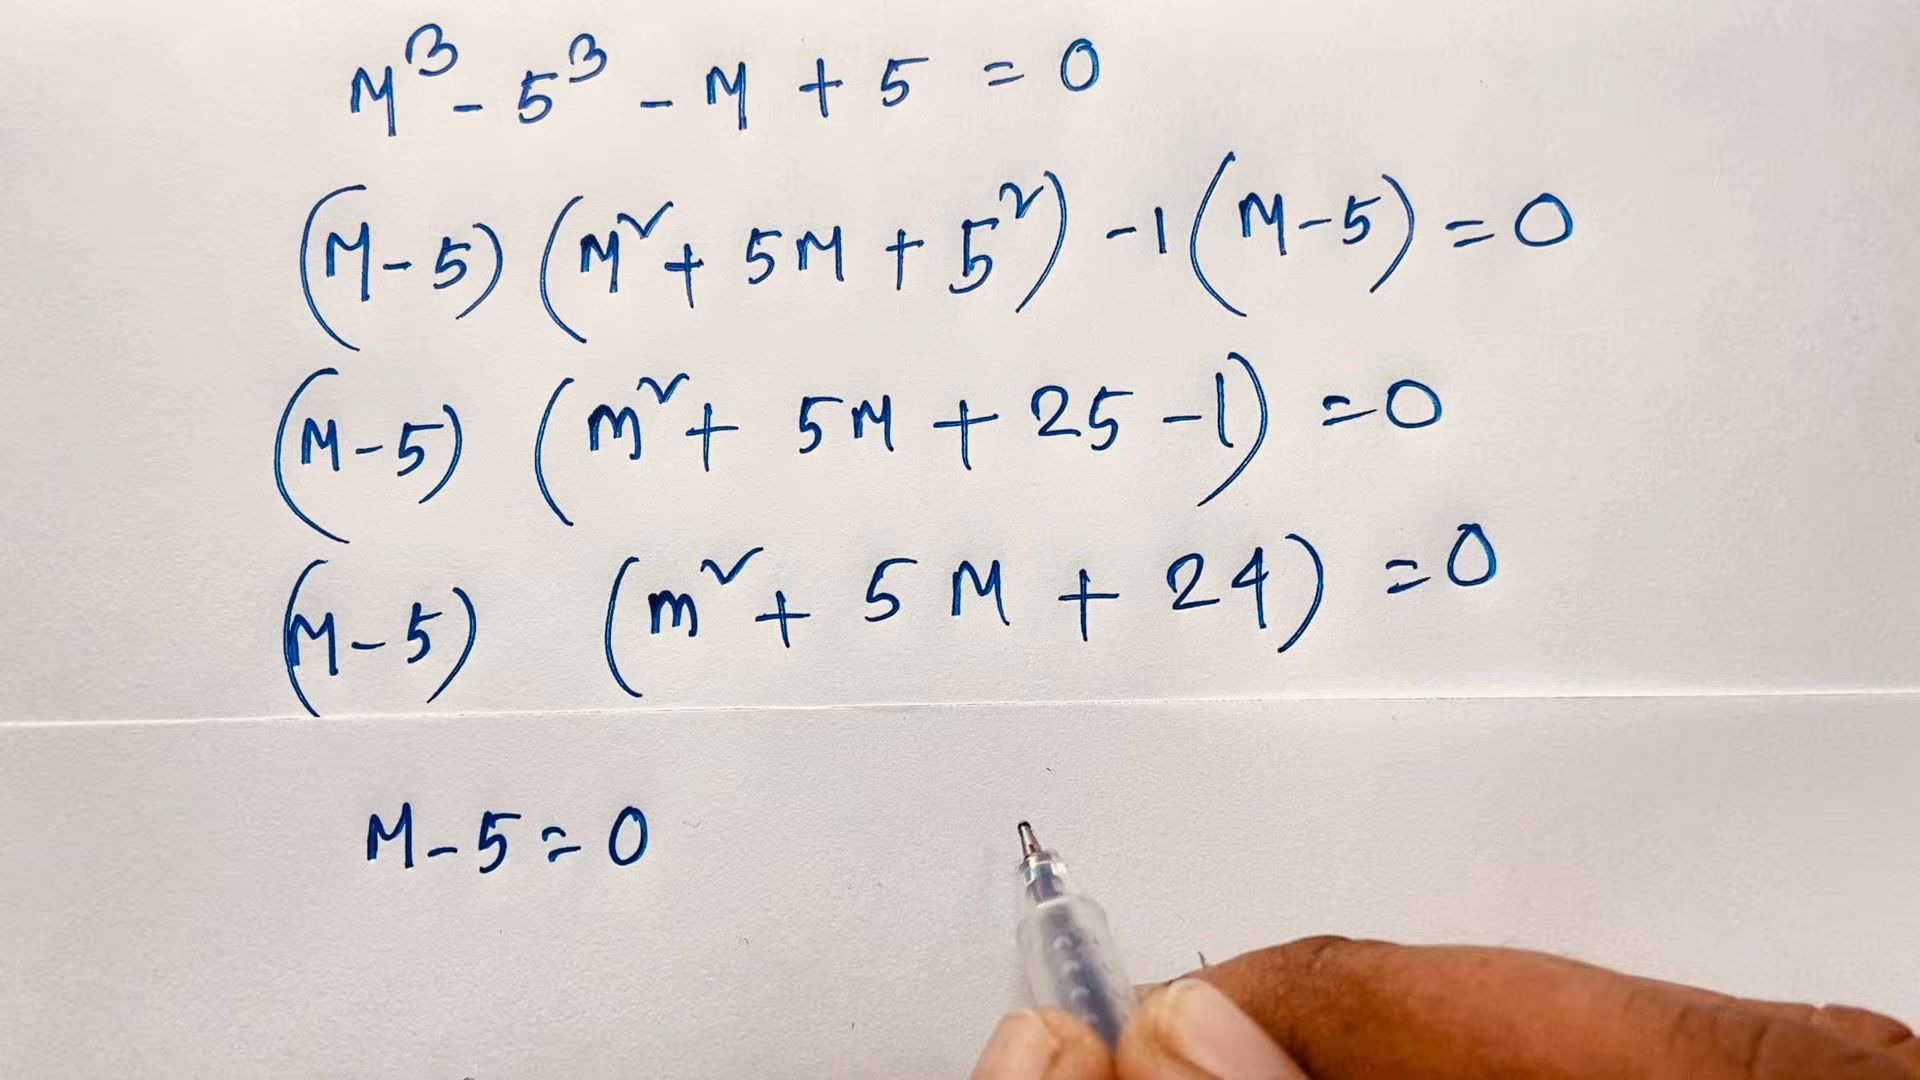 M³ - 5³ - M + 5 = 0
(M-5) (M² + 5M + 5²) -1 (M-5) = 0
(M-5) (m² + 5M + 25 -1) = 0
(M-5) (m² + 5M + 24) = 0
M-5 = 0